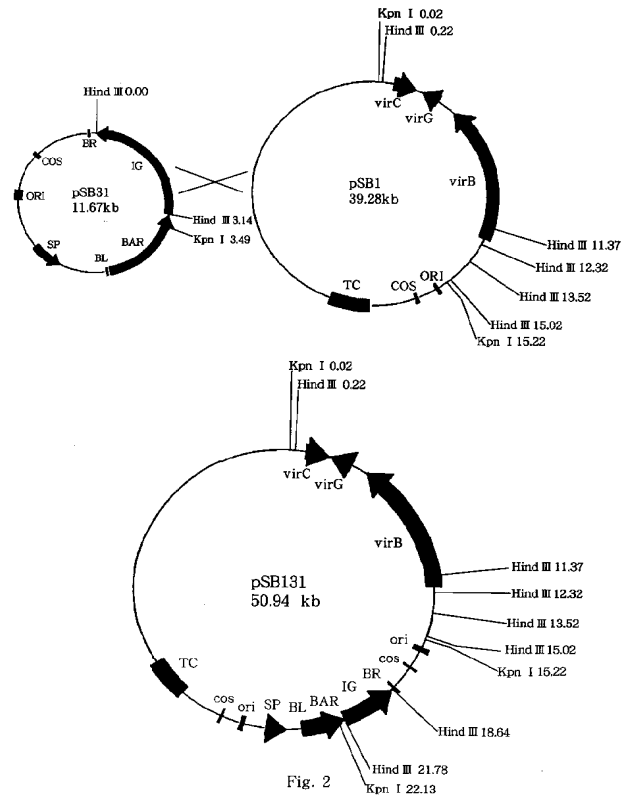 Kpn I 0.02
Hind III 0.22
virC
virG
virB
pSB1
39.28kb
Hind III 11.37
Hind III 12.32
Hind III 13.52
Hind III 15.02
Kpn I 15.22
ORI
COS
TC
Hind III 0.00
BR
IG
COS
pSB31
11.67kb
ORI
Hind III 3.14
Kpn I 3.49
BAR
BL
SP
Kpn I 0.02
Hind III 0.22
virC
virG
virB
pSB131
50.94 kb
Hind III 11.37
Hind III 12.32
Hind III 13.52
Hind III 15.02
Kpn I 15.22
ori
cos
BR
IG
BAR
BL
SP
ori
cos
TC
Hind III 18.64
Hind III 21.78
Kpn I 22.13
Fig. 2